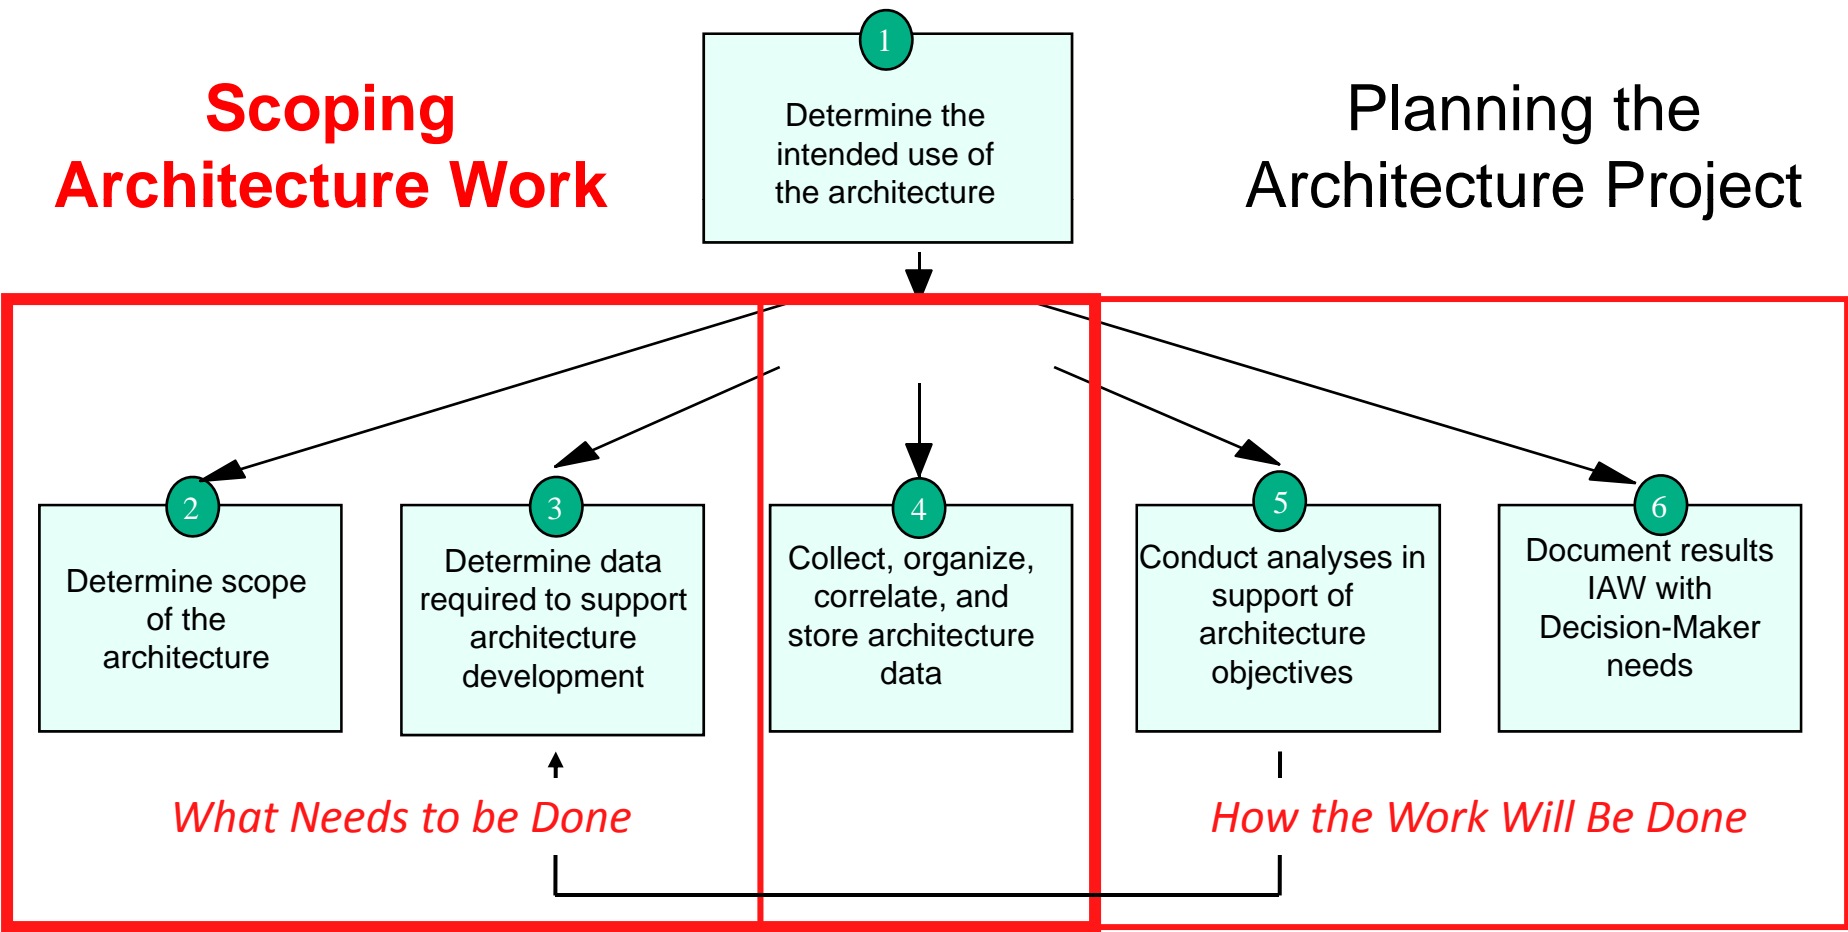 Scoping
Architecture Work
1
Determine the
intended use of
the architecture
Planning the
Architecture Project
2
Determine scope
of the
architecture
3
Determine data
required to support
architecture
development
4
Collect, organize,
correlate, and
store architecture
data
5
Conduct analyses in
support of
architecture
objectives
6
Document results
IAW with
Decision-Maker
needs
What Needs to be Done
How the Work Will Be Done